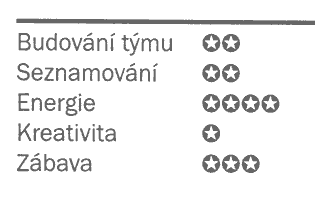 Budování týmu ✪✪
Seznamování ✪✪
Energie ✪✪✪✪
Kreativita ✪
Zábava ✪✪✪